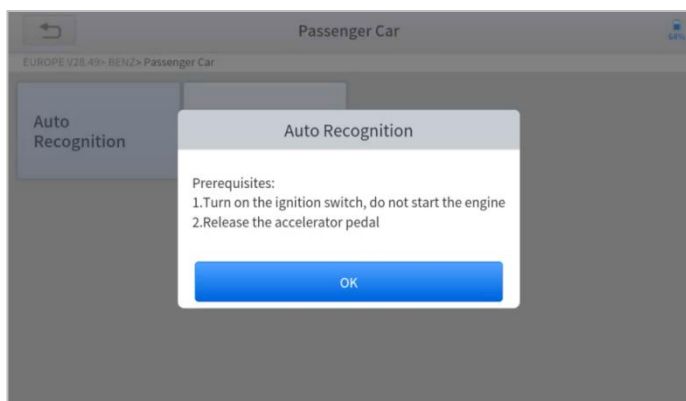 Passenger Car
64%
EUROPE V28.49> BENZ> Passenger Car
Auto
Recognition
Auto Recognition
Prerequisites:
1.Turn on the ignition switch, do not start the engine
2.Release the accelerator pedal
OK